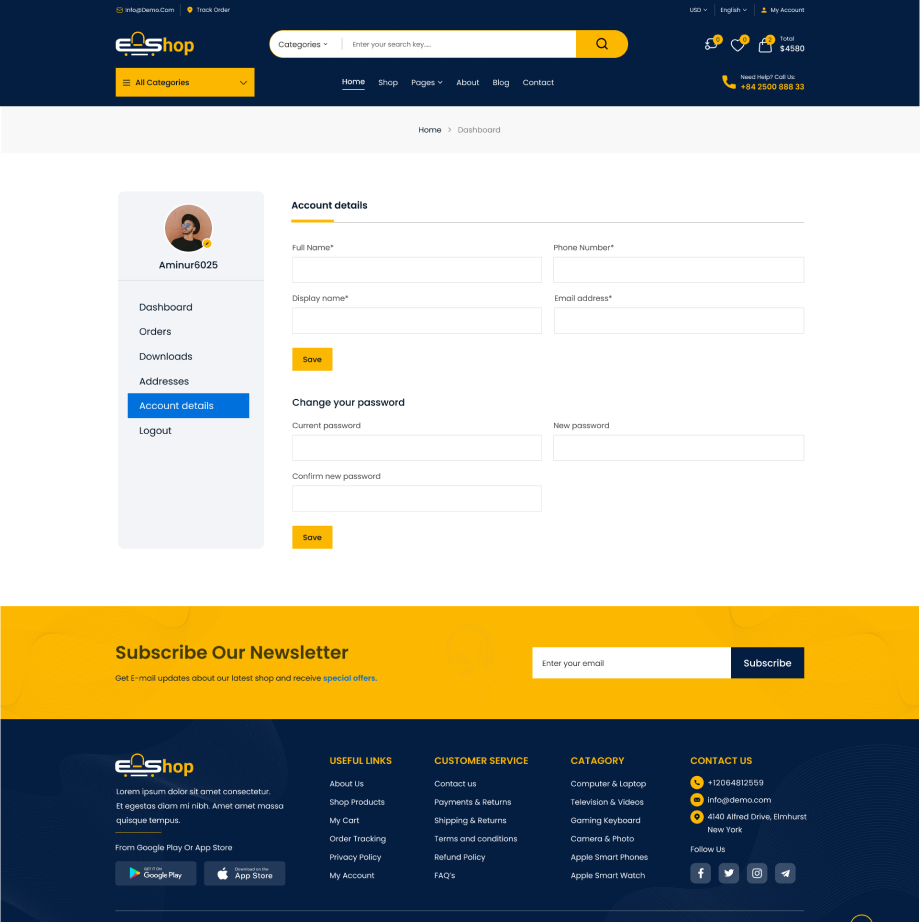 Info@Demo.Com
Track Order
USD
English
My Account
E-Shop
Categories
Enter your search key....
0
0
2
Total
$4580
All Categories
Home
Shop
Pages
About
Blog
Contact
Need Help? Call Us:
+84 2500 888 33
Home > Dashboard
Aminur6025
Dashboard
Orders
Downloads
Addresses
Account details
Logout
Account details
Full Name*
Phone Number*
Display name*
Email address*
Save
Change your password
Current password
New password
Confirm new password
Save
Subscribe Our Newsletter
Get E-mail updates about our latest shop and receive special offers.
Enter your email
Subscribe
E-Shop
Lorem ipsum dolor sit amet consectetur.
Et egestas diam mi nibh. Amet amet massa
quisque tempus.
From Google Play Or App Store
GET IT ON
Google Play
Download on the
App Store
USEFUL LINKS
About Us
Shop Products
My Cart
Order Tracking
Privacy Policy
My Account
CUSTOMER SERVICE
Contact us
Payments & Returns
Shipping & Returns
Terms and conditions
Refund Policy
FAQ's
CATAGORY
Computer & Laptop
Television & Videos
Gaming Keyboard
Camera & Photo
Apple Smart Phones
Apple Smart Watch
CONTACT US
+12064812559
info@demo.com
4140 Alfred Drive, Elmhurst
New York
Follow Us